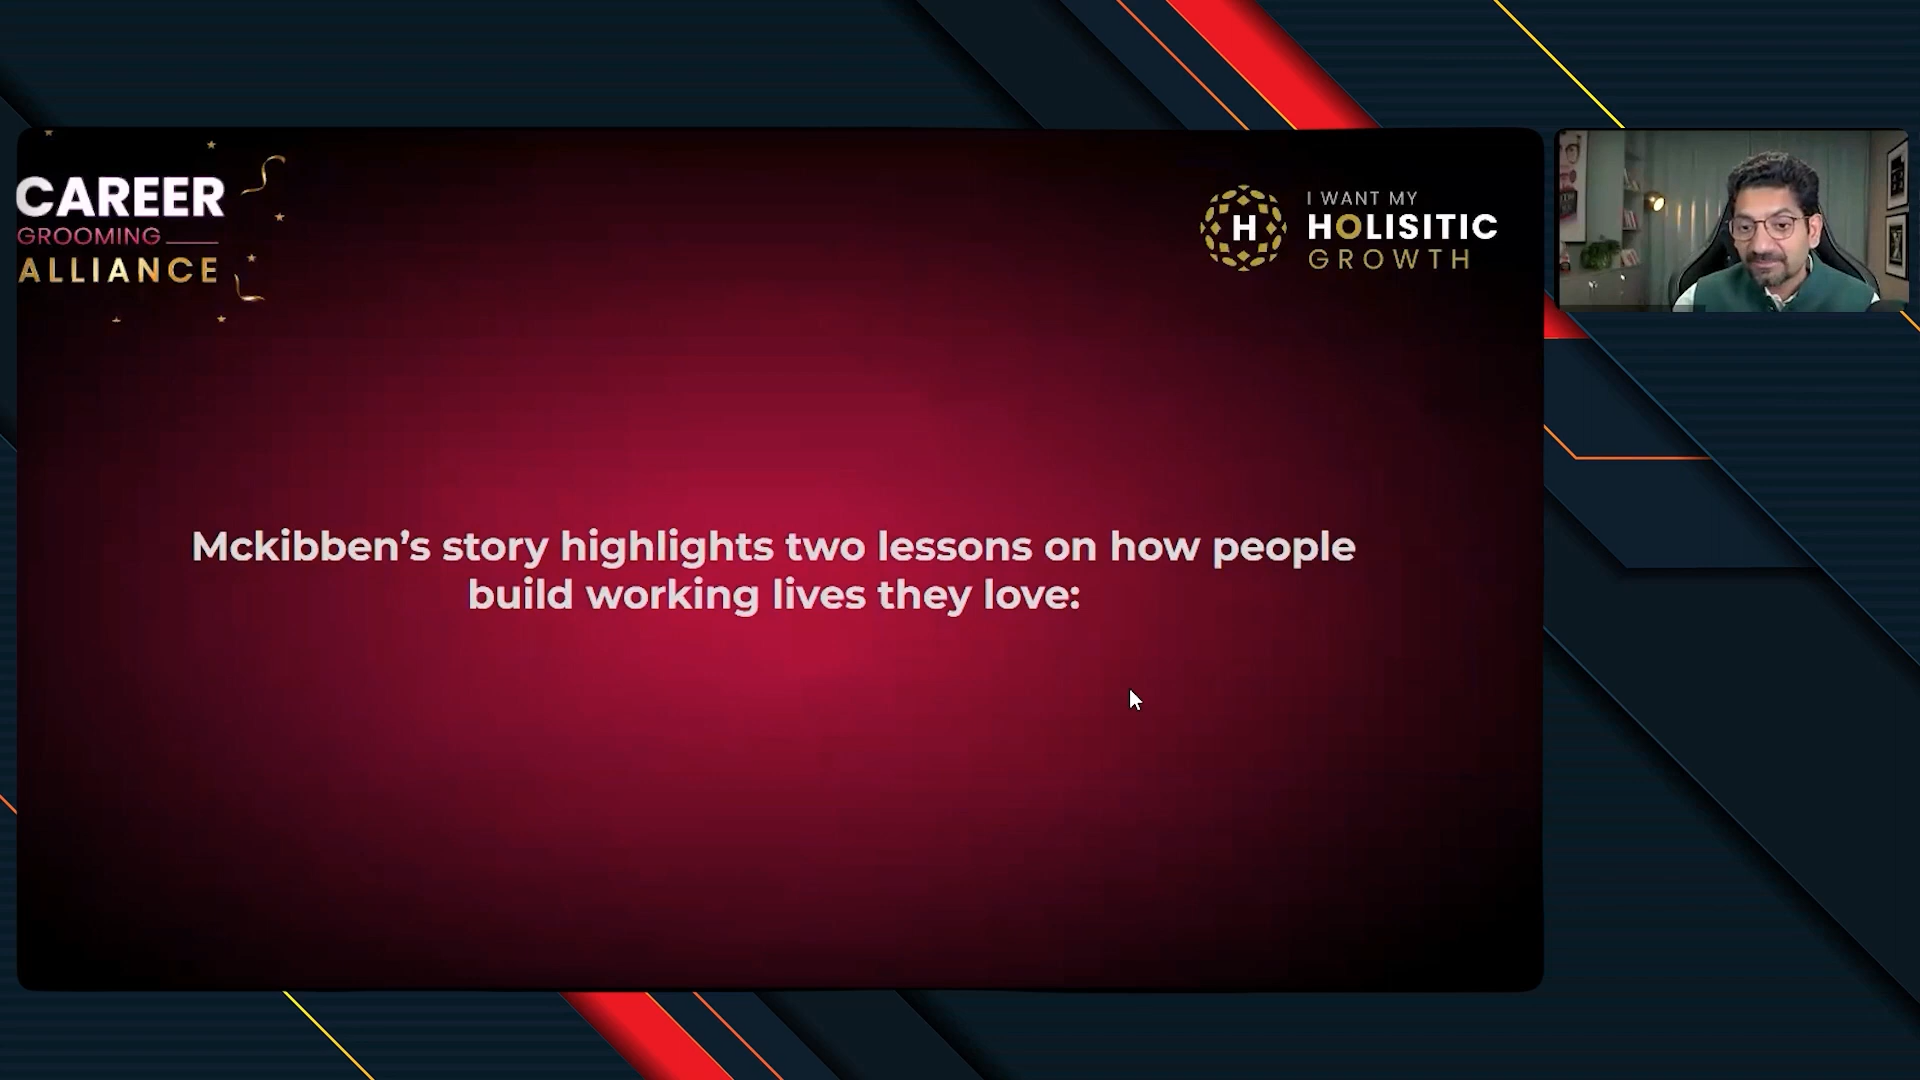 CAREER
GROOMING
ALLIANCE
H
I WANT MY
HOLISITIC
GROWTH
Mckibben’s story highlights two lessons on how people
build working lives they love: